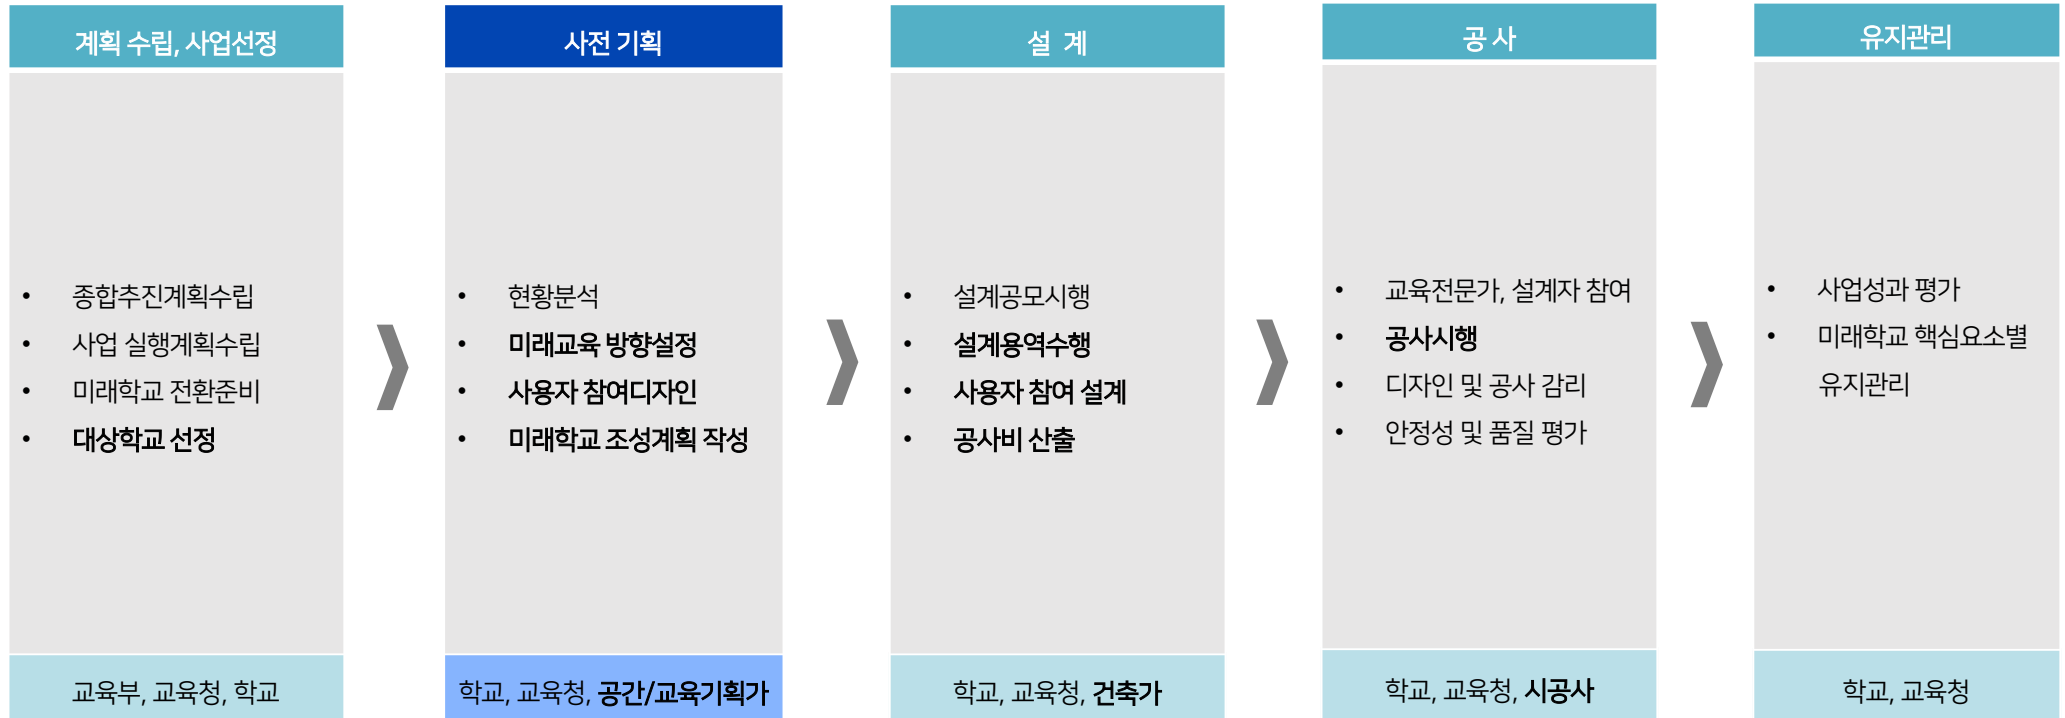 계획 수립, 사업선정
• 종합추진계획수립
• 사업 실행계획수립
• 미래학교 전환준비
• 대상학교 선정
교육부, 교육청, 학교
사전 기획
• 현황분석
• 미래교육 방향설정
• 사용자 참여디자인
• 미래학교 조성계획 작성
학교, 교육청, 공간/교육기획가
설 계
• 설계공모시행
• 설계용역수행
• 사용자 참여 설계
• 공사비 산출
학교, 교육청, 건축가
공 사
• 교육전문가, 설계자 참여
• 공사시행
• 디자인 및 공사 감리
• 안정성 및 품질 평가
학교, 교육청, 시공사
유지관리
• 사업성과 평가
• 미래학교 핵심요소별
유지관리
학교, 교육청